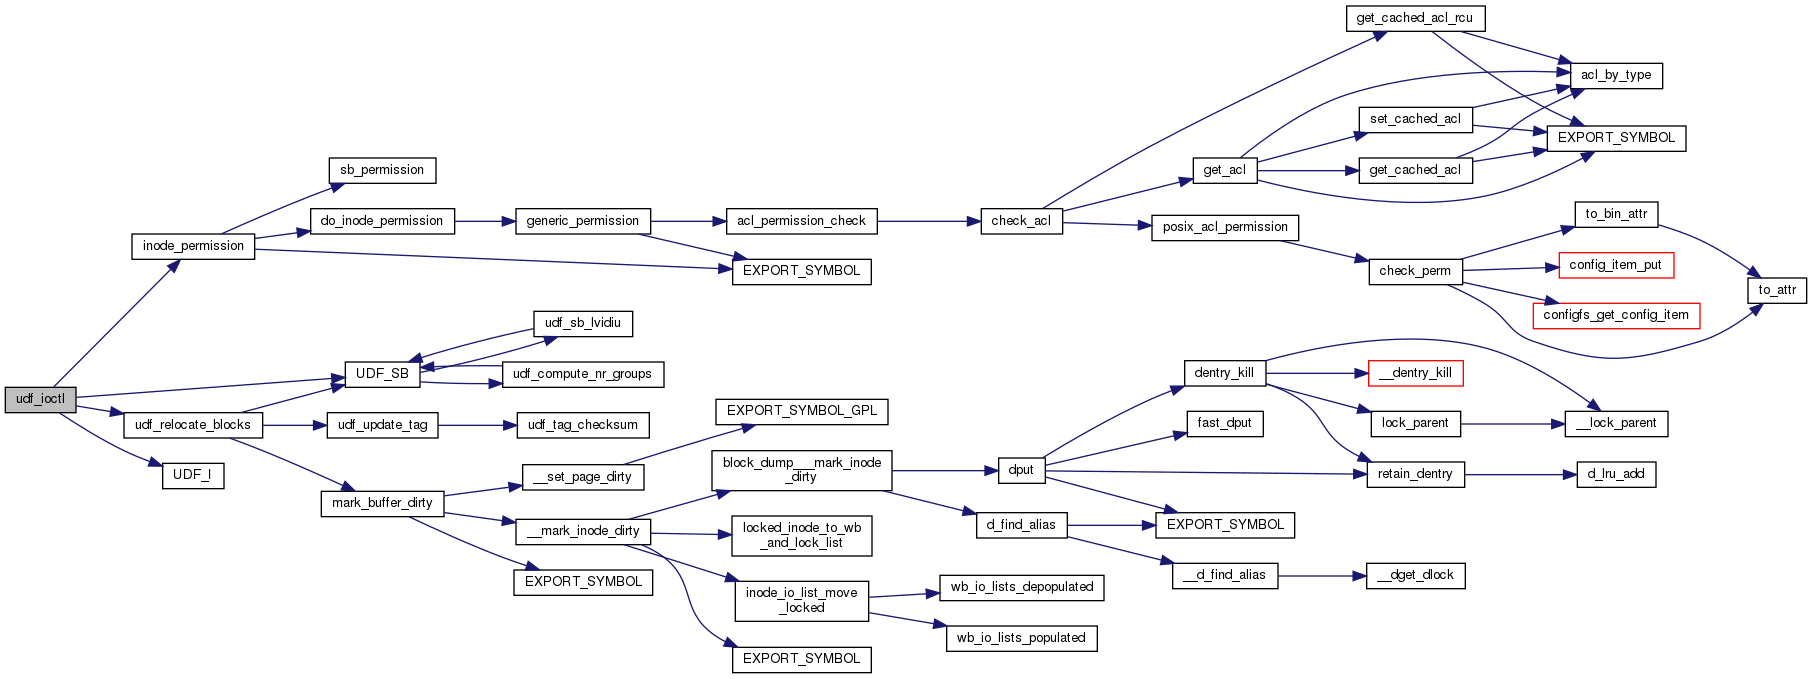 get_cached_acl_rcu
acl_by_type
set_cached_acl
EXPORT_SYMBOL
sb_permission
get_acl
get_cached_acl
do_inode_permission
generic_permission
acl_permission_check
check_acl
to_bin_attr
posix_acl_permission
inode_permission
EXPORT_SYMBOL
check_perm
config_item_put
to_attr
configfs_get_config_item
udf_sb_lvidiu
UDF_SB
udf_compute_nr_groups
dentry_kill
__dentry_kill
udf_ioctl
EXPORT_SYMBOL_GPL
udf_relocate_blocks
udf_update_tag
udf_tag_checksum
fast_dput
lock_parent
__lock_parent
UDF_I
__set_page_dirty
block_dump___mark_inode
_dirty
dput
retain_dentry
d_lru_add
mark_buffer_dirty
__mark_inode_dirty
locked_inode_to_wb
_and_lock_list
d_find_alias
EXPORT_SYMBOL
EXPORT_SYMBOL
inode_io_list_move
_locked
wb_io_lists_depopulated
__d_find_alias
__dget_dlock
wb_io_lists_populated
EXPORT_SYMBOL